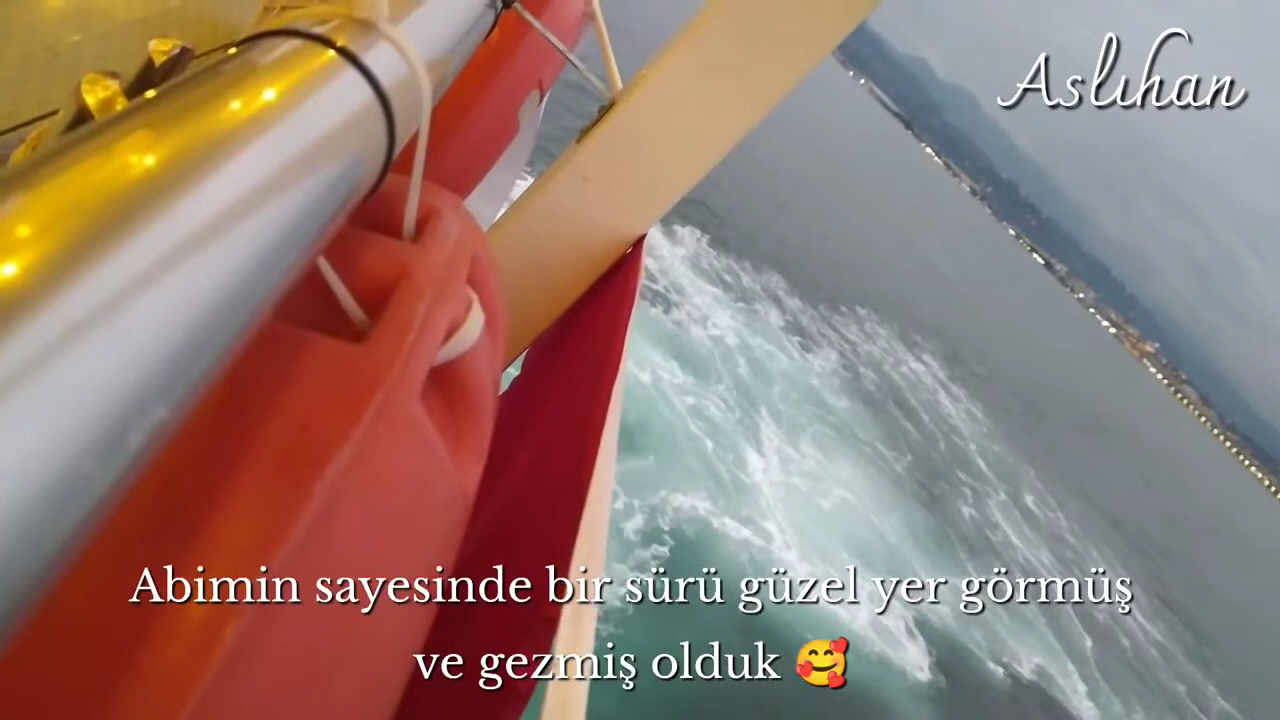 Aslıhan
Abimin sayesinde bir sürü güzel yer görmüş
ve gezmiş olduk 🥰